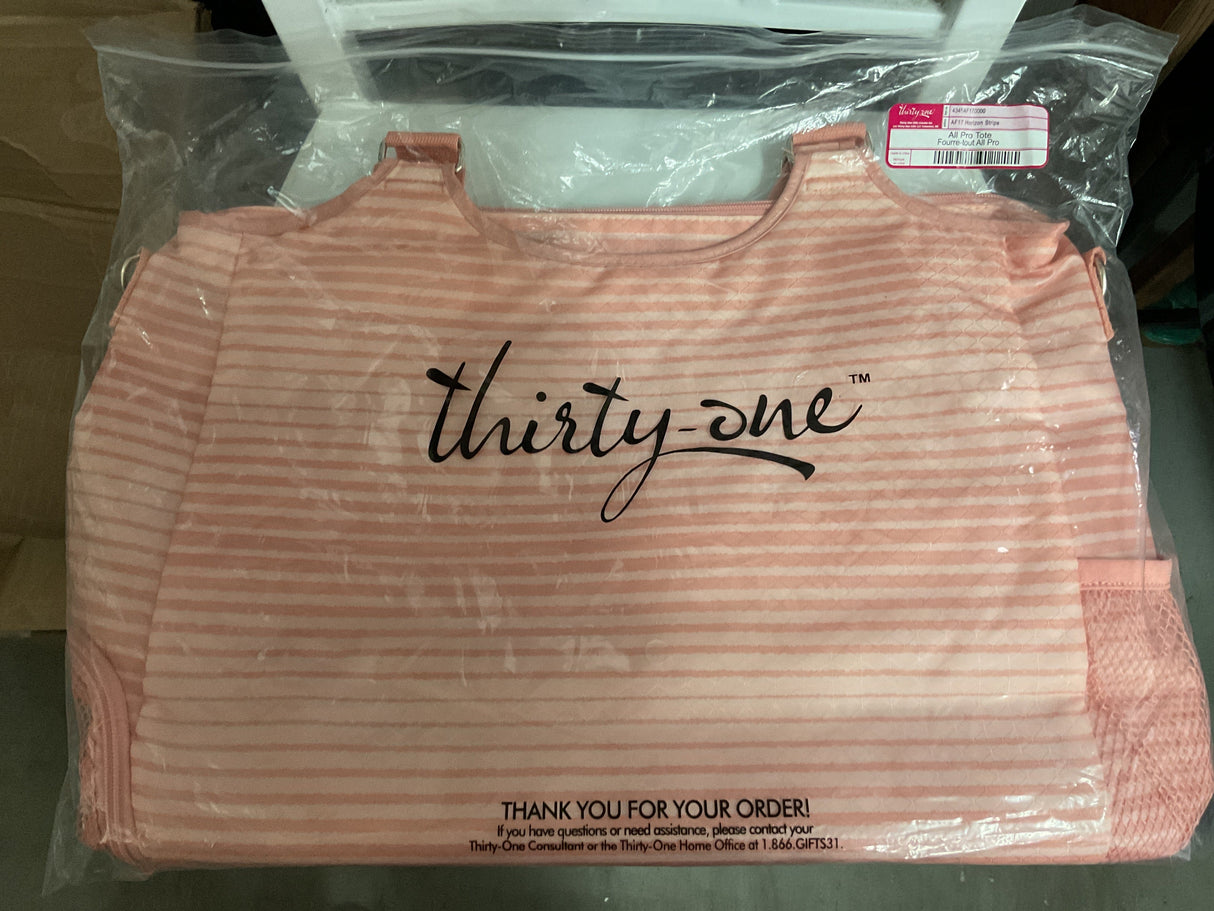 thirty-one
AF17 Horizon Strips
All Pro Tote
Fourre-tout All Pro
thirty-one™
THANK YOU FOR YOUR ORDER!
If you have questions or need assistance, please contact your
Thirty-One Consultant or the Thirty-One Home Office at 1.866.GIFTS31.